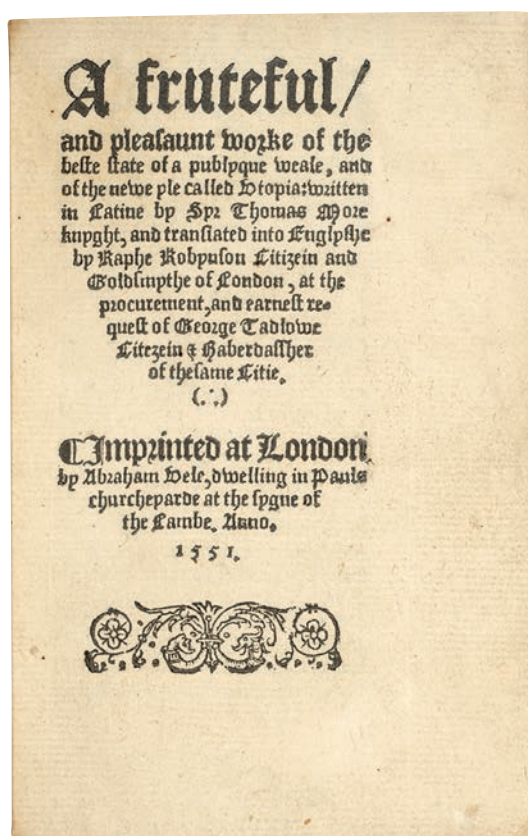 A fruteful/
and pleasaunt worke of the
beste state of a publyque weale, and
of the newe yle called Utopia: written
in Latine by Syr Thomas More
knyght, and translated into Englyshe
by Raphe Robynson Citizein and
Goldsmythe of London, at the
procurement, and earnest re-
quest of George Tadlowe
Citezein & Haberdassher
of thesame Citie.
(∴)
¶Imprinted at London.
by Abraham Vele, dwelling in Pauls
churcheyarde at the sygne of
the Lambe. Anno.
1551.